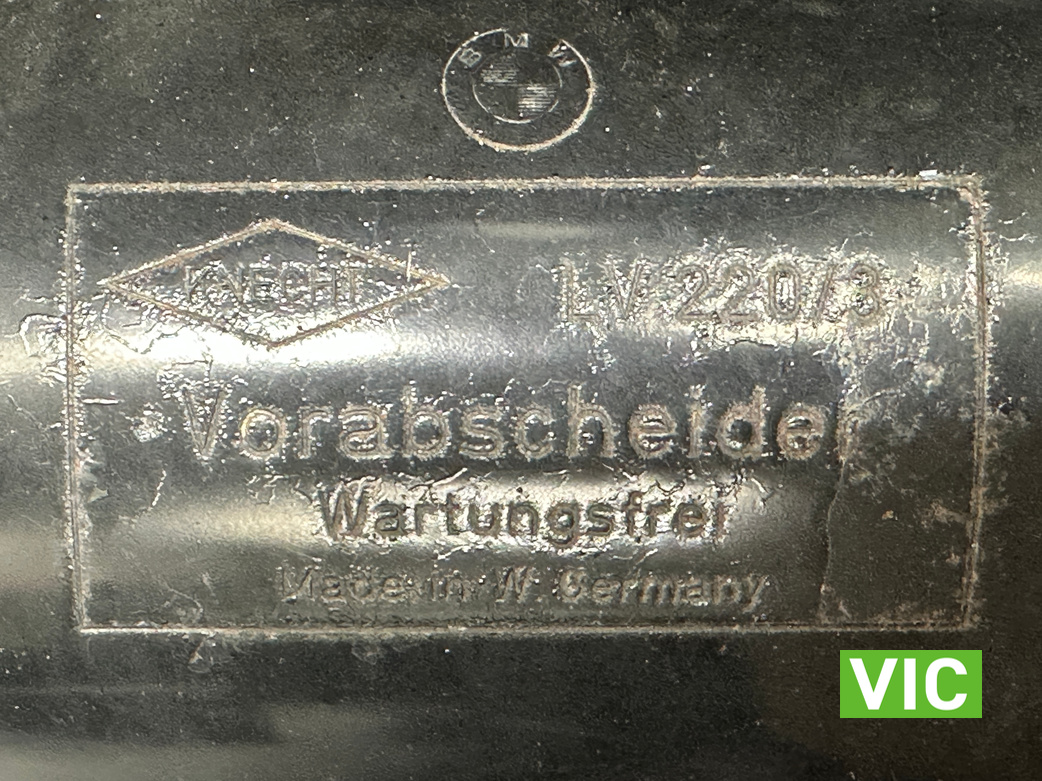 BMW
KNECHT LV 220/3
Vorabscheider
Wartungsfrei
Made in W. Germany
VIC